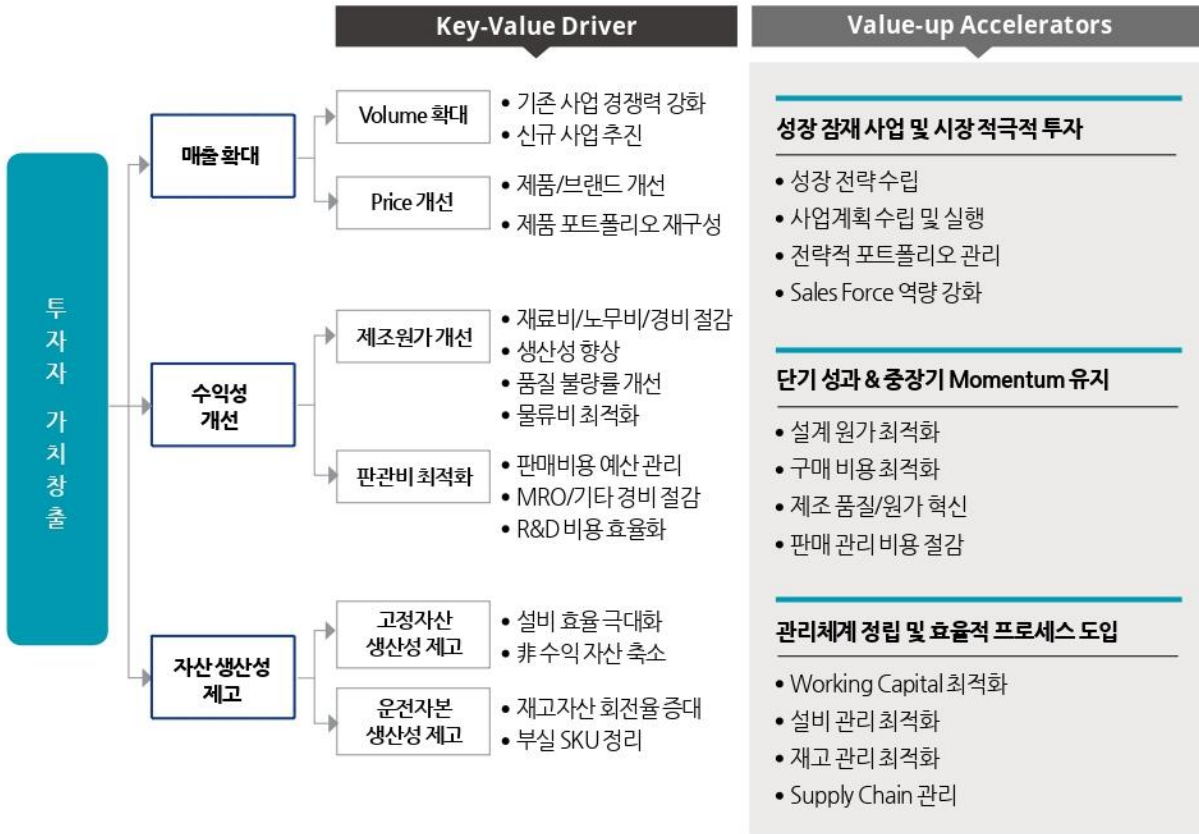 Key-Value Driver
Value-up Accelerators
투자자 가치창출
매출 확대
Volume 확대
• 기존 사업 경쟁력 강화
• 신규 사업 추진
Price 개선
• 제품/브랜드 개선
• 제품 포트폴리오 재구성
수익성
개선
제조원가 개선
• 재료비/노무비/경비 절감
• 생산성 향상
• 품질 불량률 개선
• 물류비 최적화
판관비 최적화
• 판매비용 예산 관리
• MRO/기타 경비 절감
• R&D 비용 효율화
자산 생산성
제고
고정자산
생산성 제고
• 설비 효율 극대화
• 非 수익 자산 축소
운전자본
생산성 제고
• 재고자산 회전율 증대
• 부실 SKU 정리
성장 잠재 사업 및 시장 적극적 투자
• 성장 전략 수립
• 사업계획 수립 및 실행
• 전략적 포트폴리오 관리
• Sales Force 역량 강화
단기 성과 & 중장기 Momentum 유지
• 설계 원가 최적화
• 구매 비용 최적화
• 제조 품질/원가 혁신
• 판매 관리 비용 절감
관리체계 정립 및 효율적 프로세스 도입
• Working Capital 최적화
• 설비 관리 최적화
• 재고 관리 최적화
• Supply Chain 관리